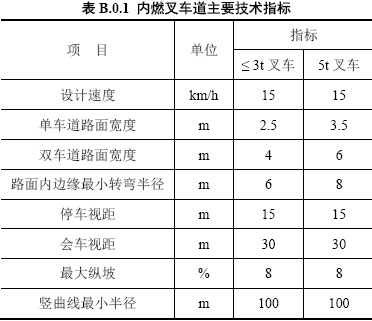 表 B.0.1 内燃叉车道主要技术指标
项 目 单位 指标
≤ 3t 叉车 5t 叉车
设计速度 km/h 15 15
单车道路面宽度 m 2.5 3.5
双车道路面宽度 m 4 6
路面内边缘最小转弯半径 m 6 8
停车视距 m 15 15
会车视距 m 30 30
最大纵坡 % 8 8
竖曲线最小半径 m 100 100